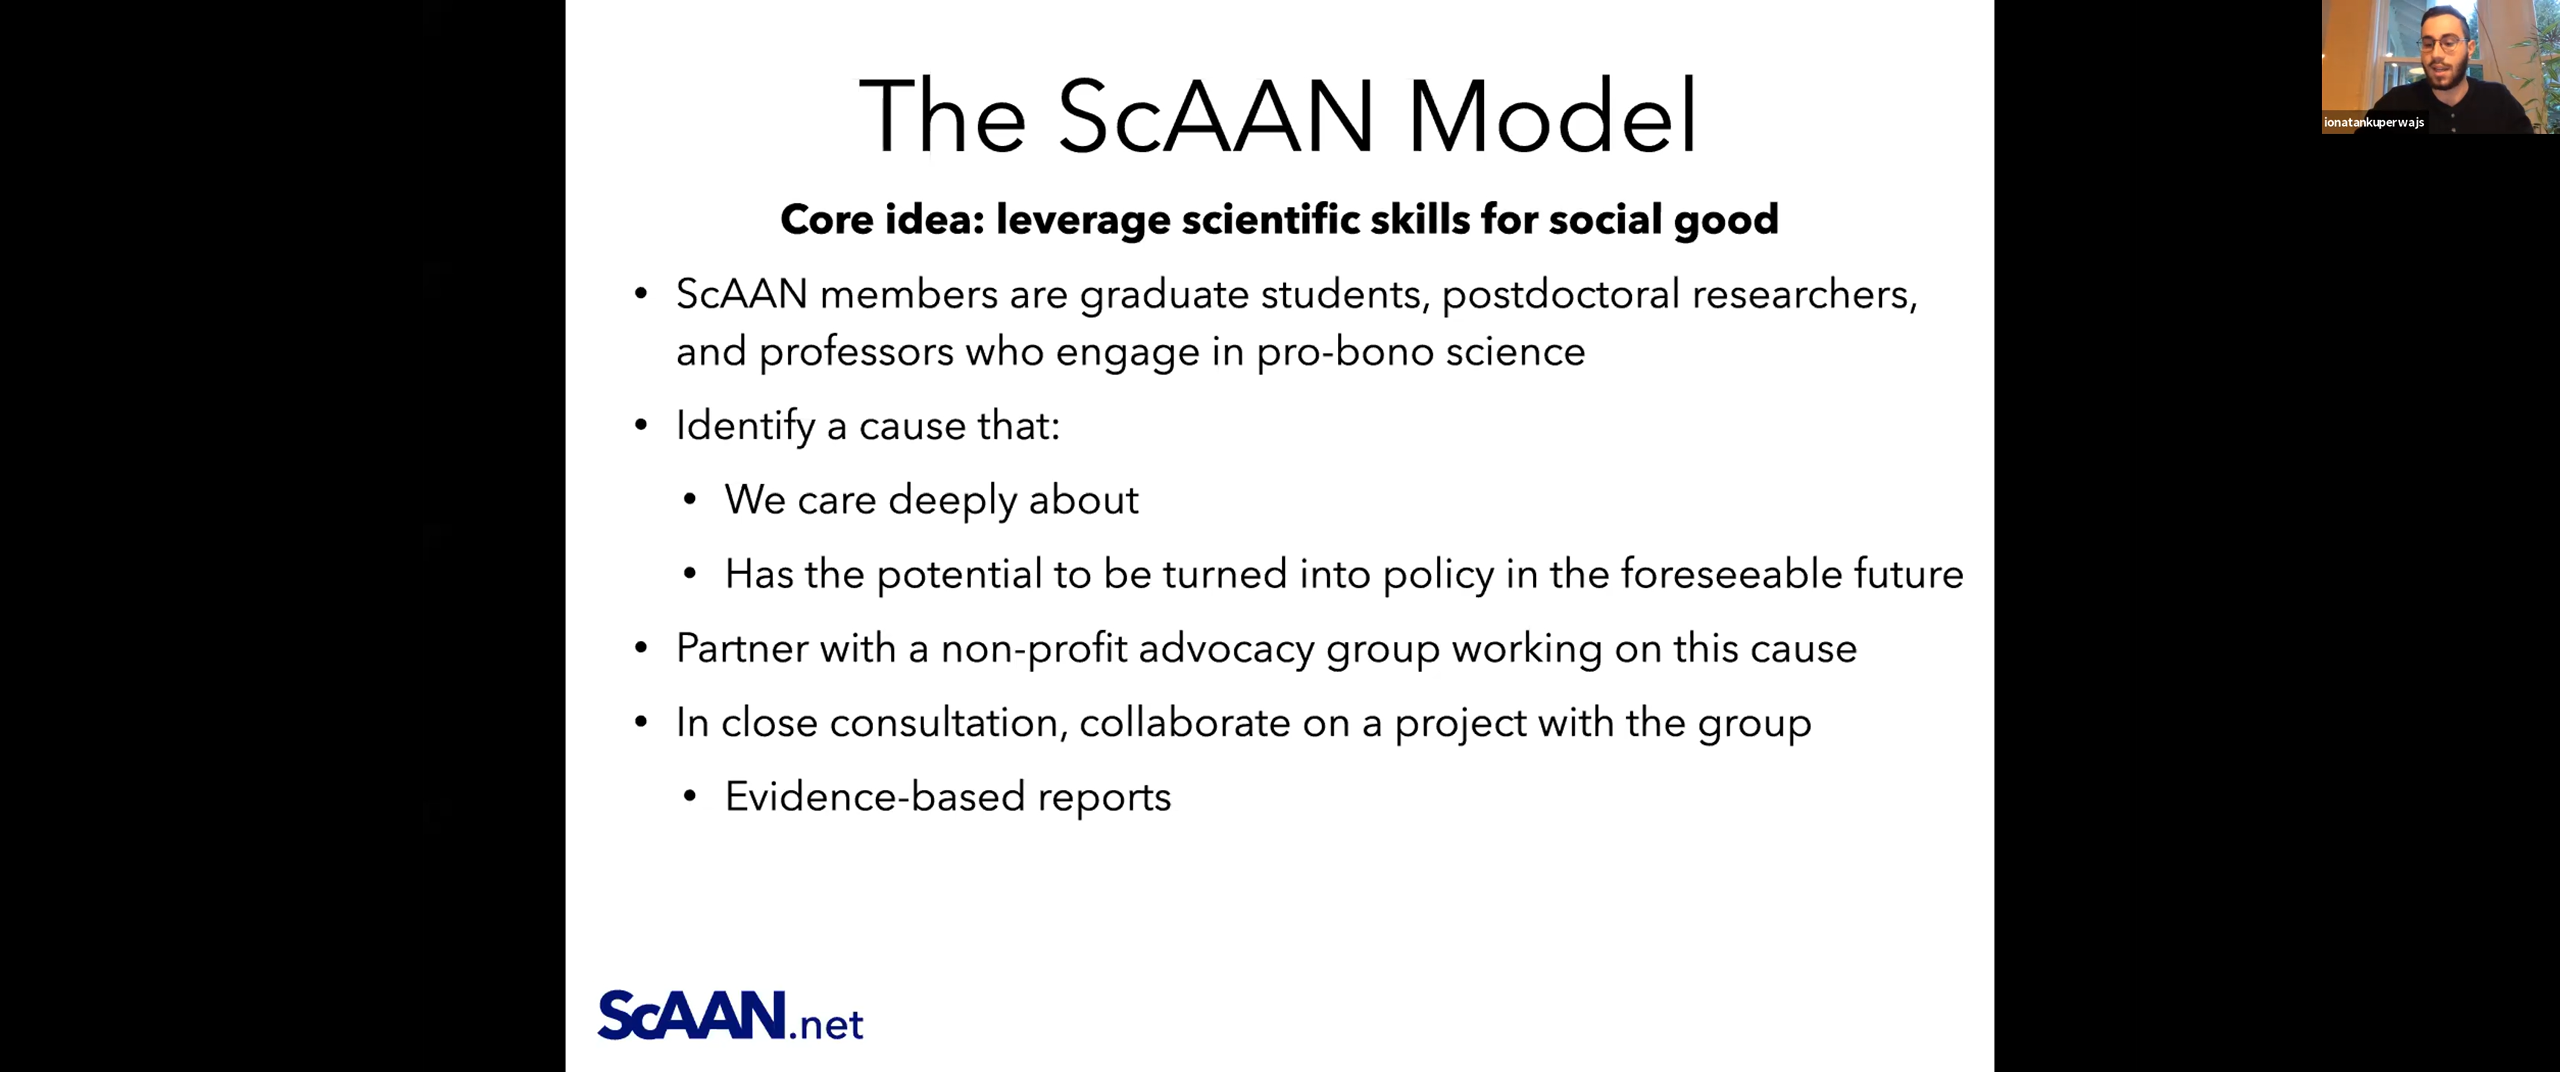 The ScAAN Model
Core idea: leverage scientific skills for social good
• ScAAN members are graduate students, postdoctoral researchers,
and professors who engage in pro-bono science
• Identify a cause that:
• We care deeply about
• Has the potential to be turned into policy in the foreseeable future
• Partner with a non-profit advocacy group working on this cause
• In close consultation, collaborate on a project with the group
• Evidence-based reports
ScAAN.net
ionatankuperwajs